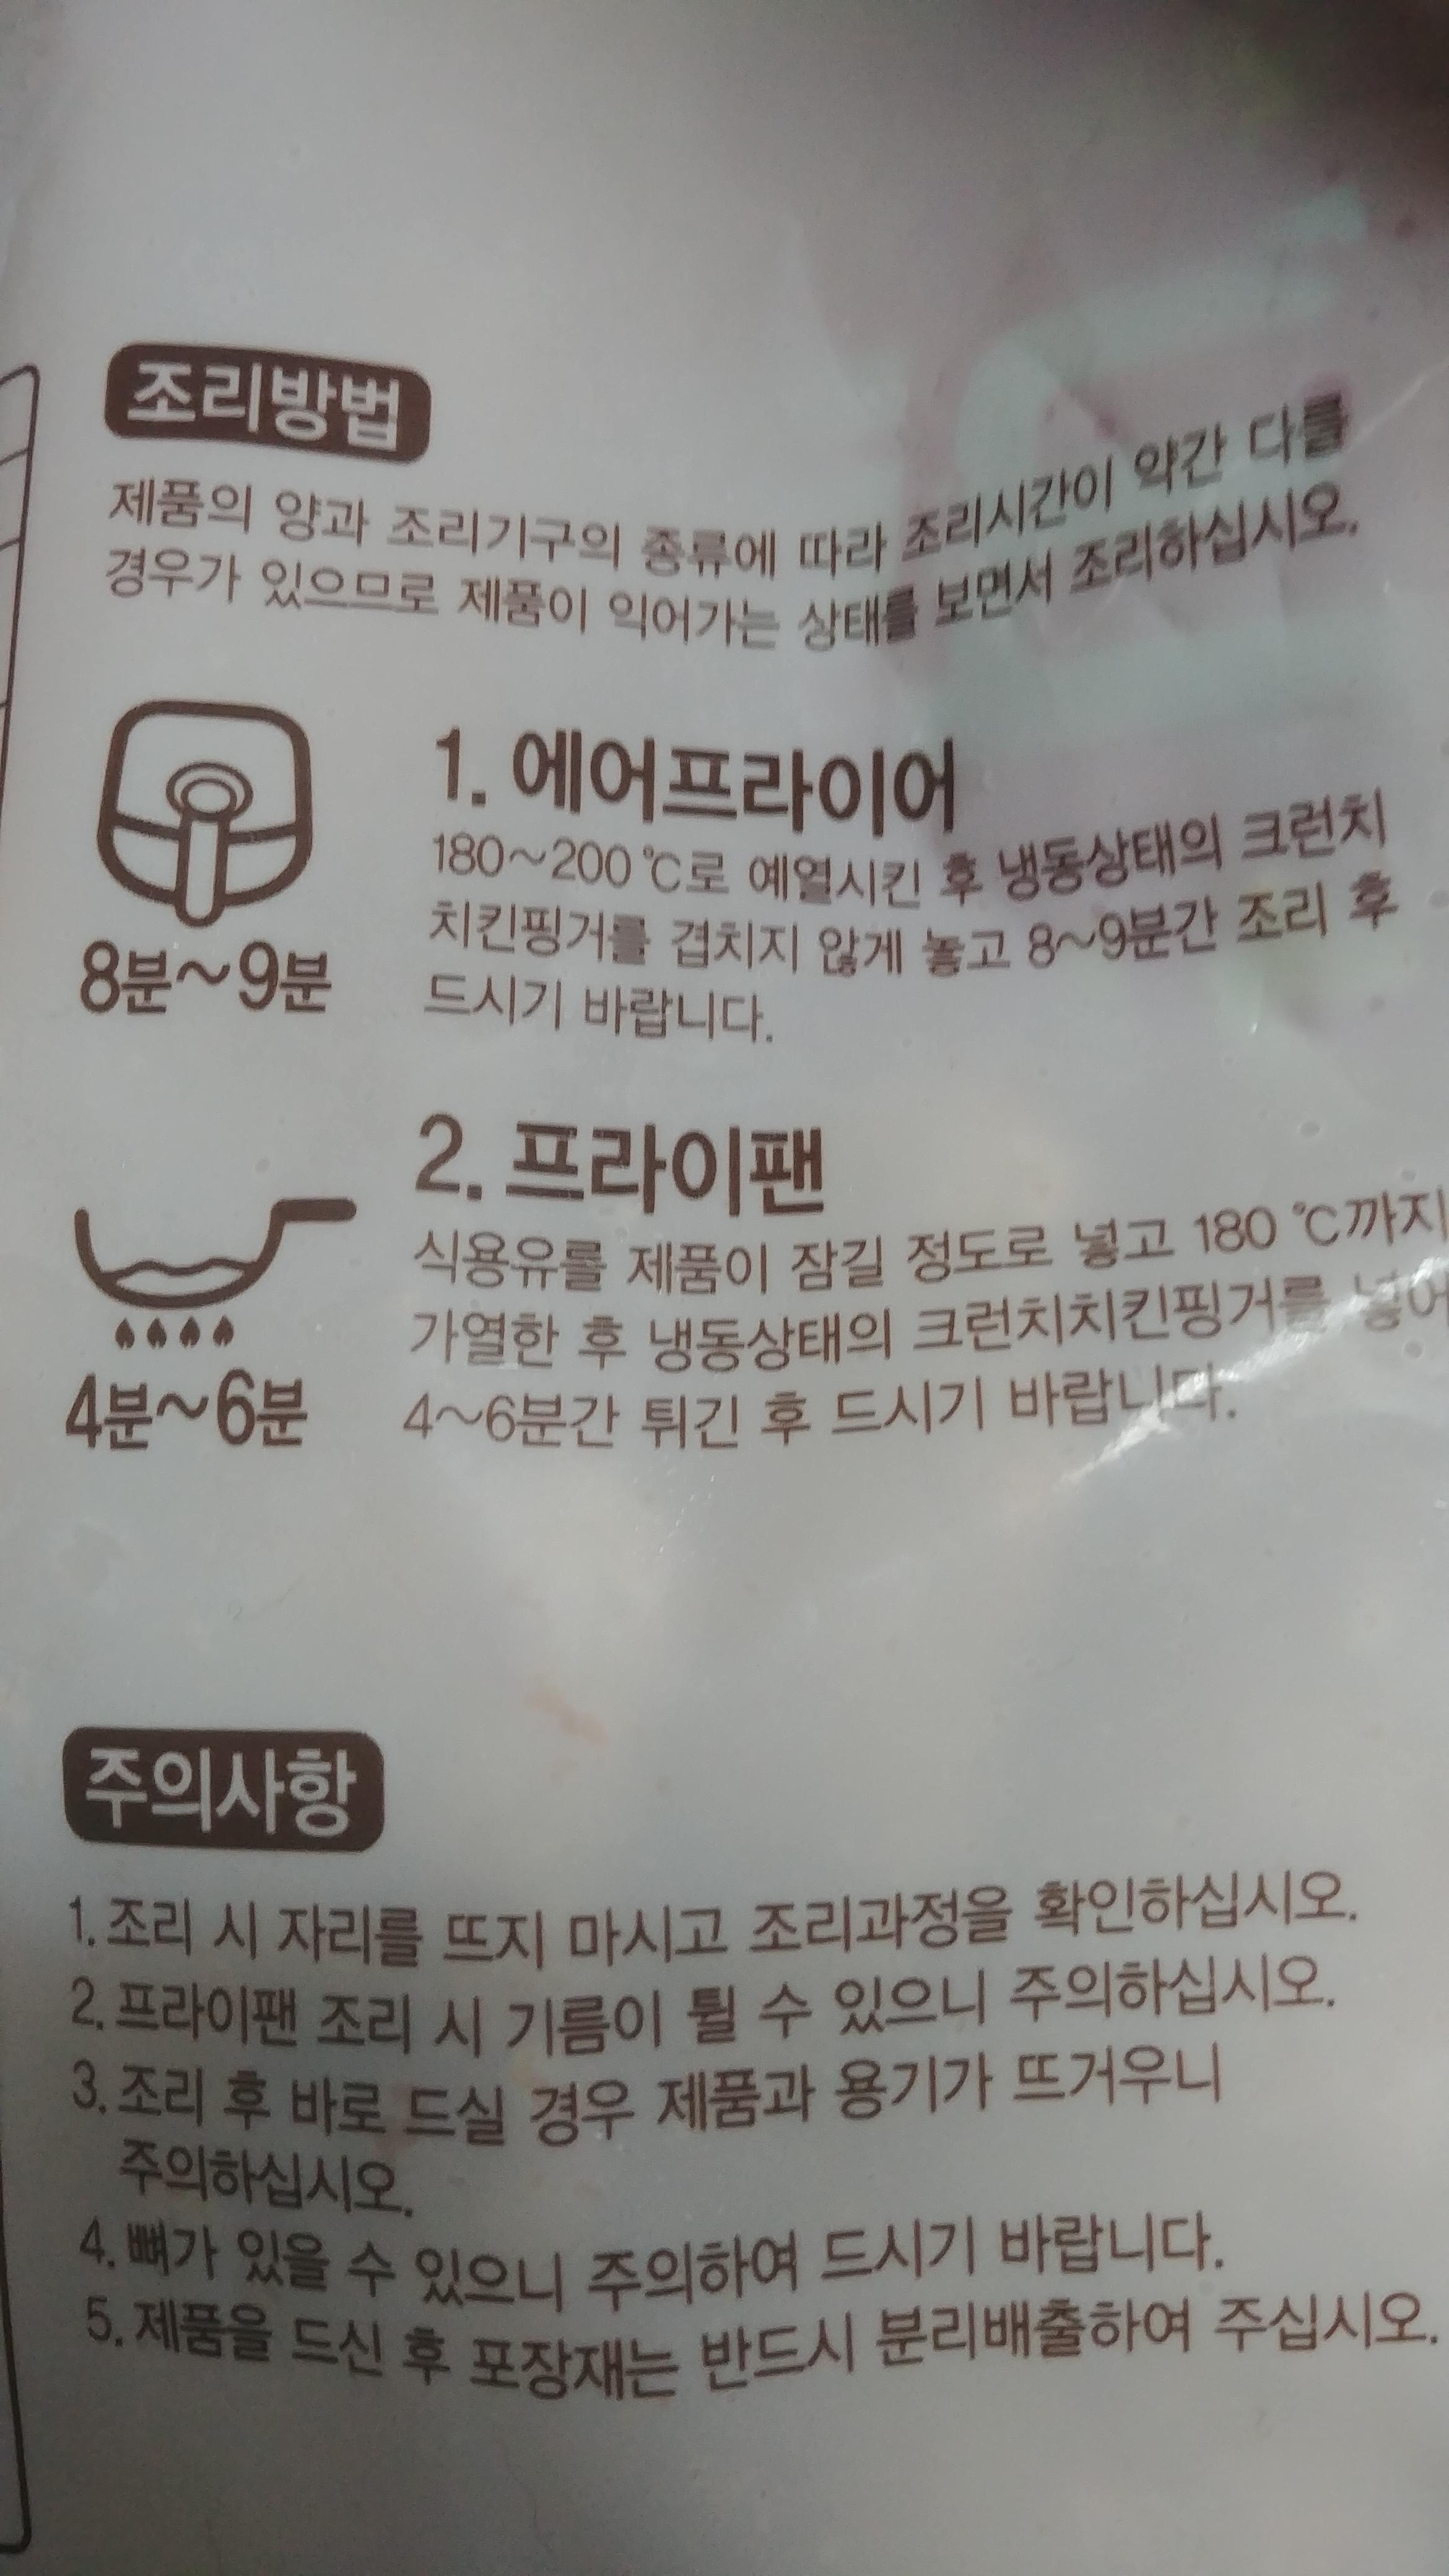 조리방법
제품의 양과 조리기구의 종류에 따라 조리시간이 약간 다를
경우가 있으므로 제품이 익어가는 상태를 보면서 조리하십시오.
1. 에어프라이어
180~200℃로 예열시킨 후 냉동상태의 크런치
치킨핑거를 겹치지 않게 놓고 8~9분간 조리 후
드시기 바랍니다.
8분~9분
2. 프라이팬
식용유를 제품이 잠길 정도로 넣고 180℃까지
가열한 후 냉동상태의 크런치치킨핑거를 넣어
4~6분간 튀긴 후 드시기 바랍니다.
4분~6분
주의사항
1. 조리 시 자리를 뜨지 마시고 조리과정을 확인하십시오.
2. 프라이팬 조리 시 기름이 튈 수 있으니 주의하십시오.
3. 조리 후 바로 드실 경우 제품과 용기가 뜨거우니
주의하십시오.
4. 뼈가 있을 수 있으니 주의하여 드시기 바랍니다.
5. 제품을 드신 후 포장재는 반드시 분리배출하여 주십시오.